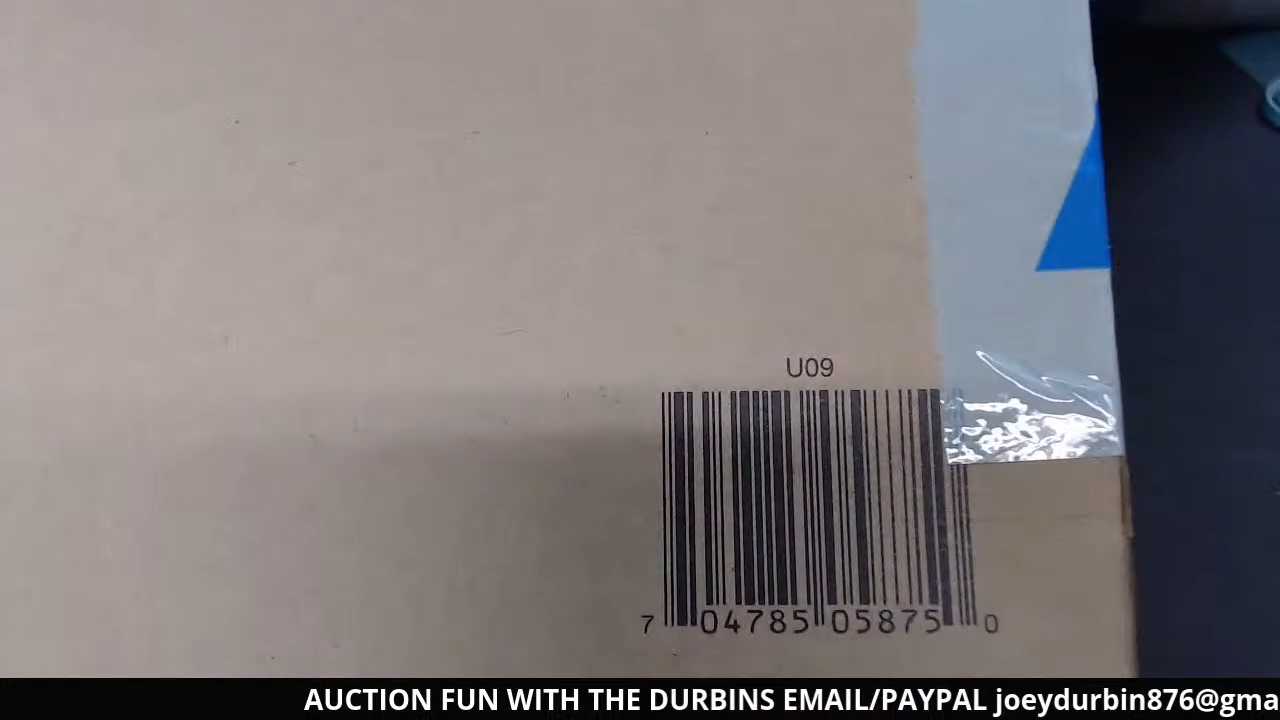 U09
7 04785 05875 0
AUCTION FUN WITH THE DURBINS EMAIL/PAYPAL joeydurbin876@gma